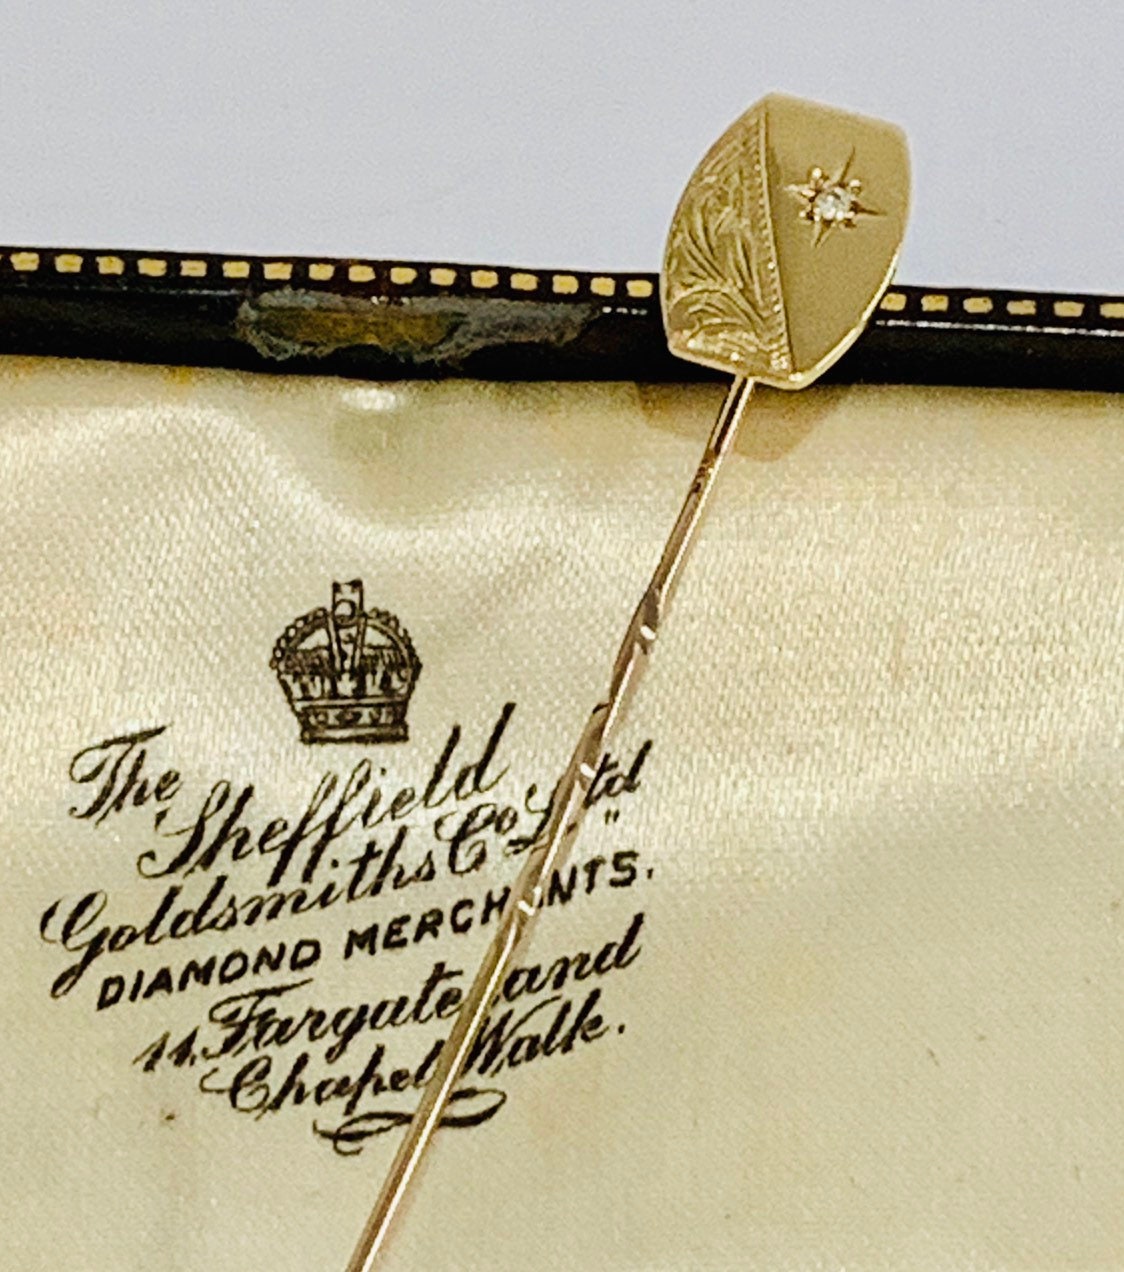 The
"Sheffield
Goldsmiths Co. Ltd"
DIAMOND MERCHANTS.
11, Fargate and
Chapel Walk.